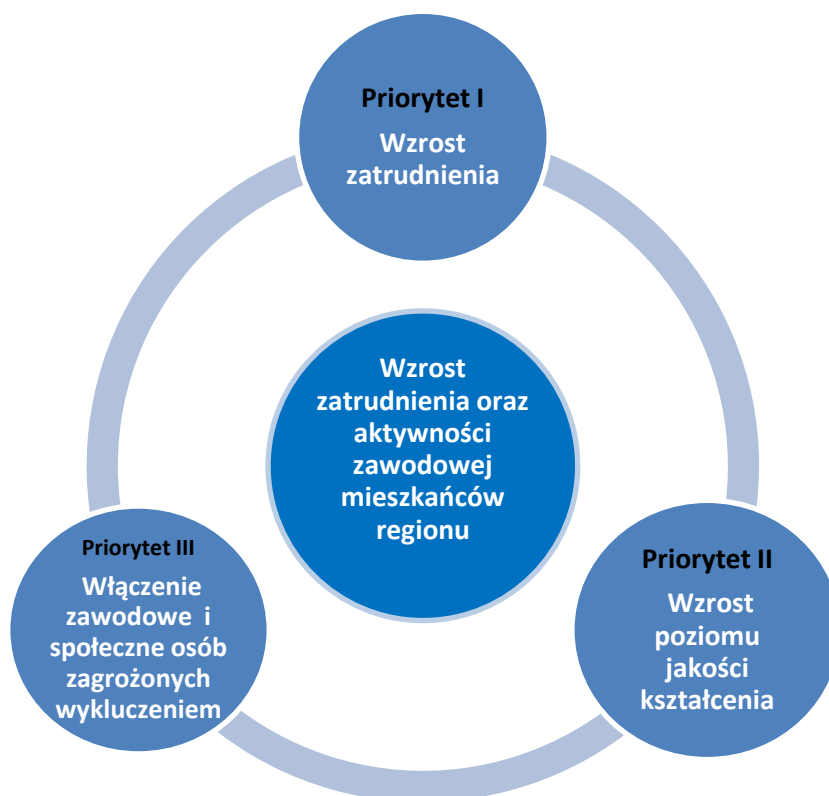 Priorytet I
Wzrost
zatrudnienia
Wzrost
zatrudnienia oraz
aktywności
zawodowej
mieszkańców
regionu
Priorytet III
Włączenie
zawodowe i
społeczne osób
zagrożonych
wykluczeniem
Priorytet II
Wzrost
poziomu
jakości
kształcenia